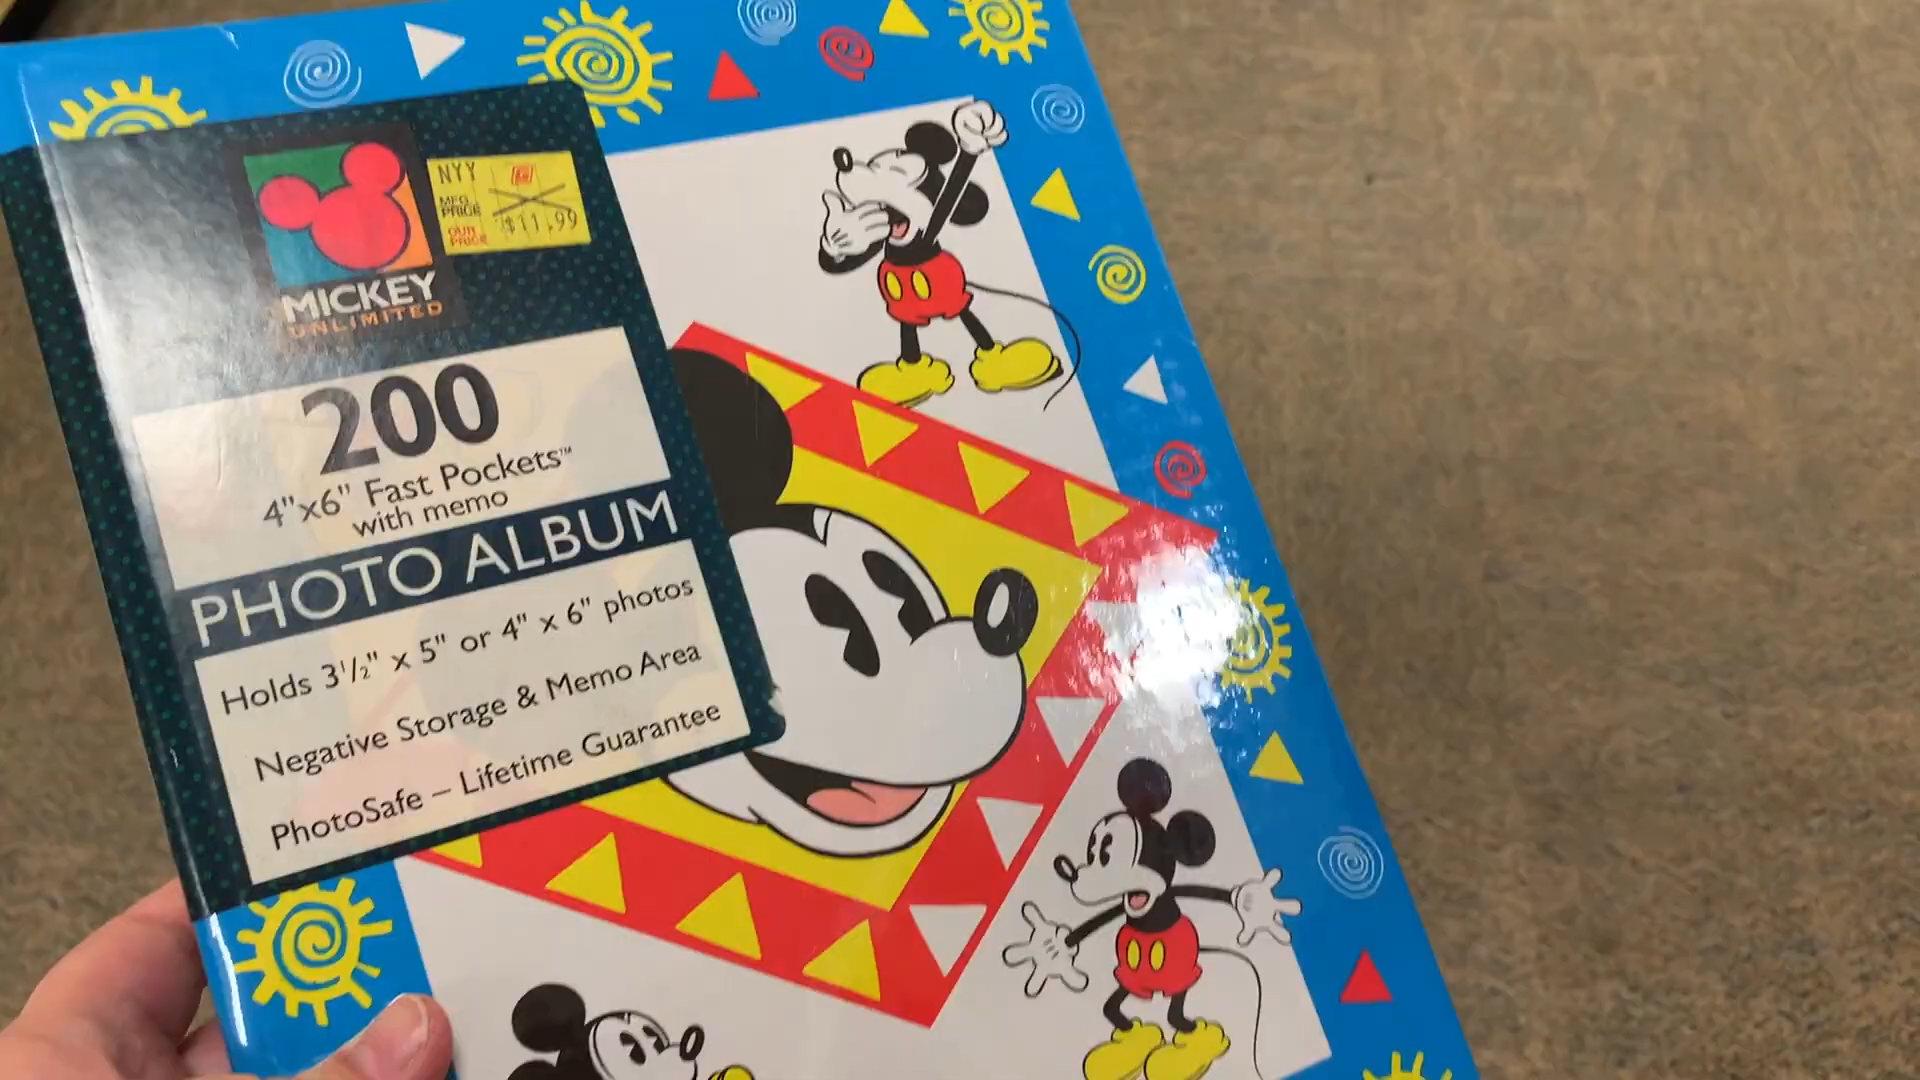 MICKEY
UNLIMITED
NYY
MFG.
PRICE
OUR
PRICE
$11.99
200
4"x6" Fast Pockets™
with memo
PHOTO ALBUM
Holds 3½" x 5" or 4" x 6" photos
Negative Storage & Memo Area
PhotoSafe – Lifetime Guarantee